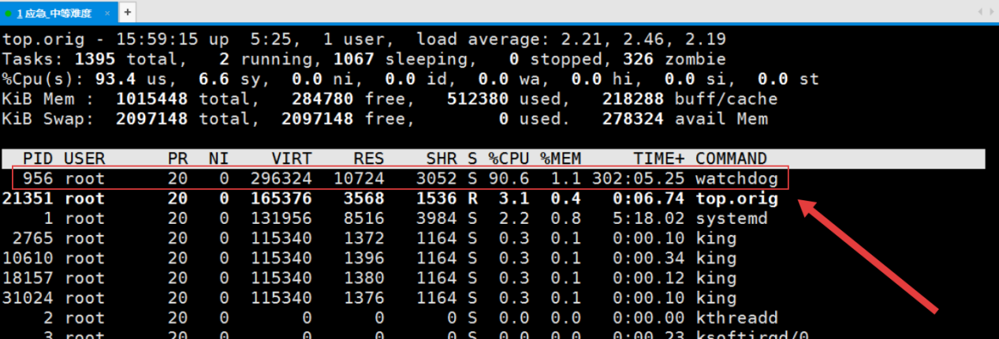 1 应急_中等难度 × +
top.orig - 15:59:15 up  5:25,  1 user,  load average: 2.21, 2.46, 2.19
Tasks: 1395 total,   2 running, 1067 sleeping,   0 stopped, 326 zombie
%Cpu(s): 93.4 us,  6.6 sy,  0.0 ni,  0.0 id,  0.0 wa,  0.0 hi,  0.0 si,  0.0 st
KiB Mem :  1015448 total,   284780 free,   512380 used,   218288 buff/cache
KiB Swap:  2097148 total,  2097148 free,        0 used.   278324 avail Mem
PID USER      PR  NI    VIRT    RES    SHR S %CPU %MEM     TIME+ COMMAND
956 root      20   0  296324  10724   3052 S 90.6  1.1 302:05.25 watchdog
21351 root      20   0  165376   3568   1536 R  3.1  0.4   0:06.74 top.orig
1 root      20   0  131956   8516   3984 S  2.2  0.8   5:18.02 systemd
2765 root      20   0  115340   1372   1164 S  0.3  0.1   0:00.10 king
10610 root      20   0  115340   1396   1164 S  0.3  0.1   0:00.34 king
18157 root      20   0  115340   1380   1164 S  0.3  0.1   0:00.12 king
31024 root      20   0  115340   1376   1164 S  0.3  0.1   0:00.10 king
2 root      20   0       0      0      0 S  0.0  0.0   0:00.00 kthreadd
3 root      20   0       0      0      0 S  0.0  0.0   0:00.23 ksoftirqd/0